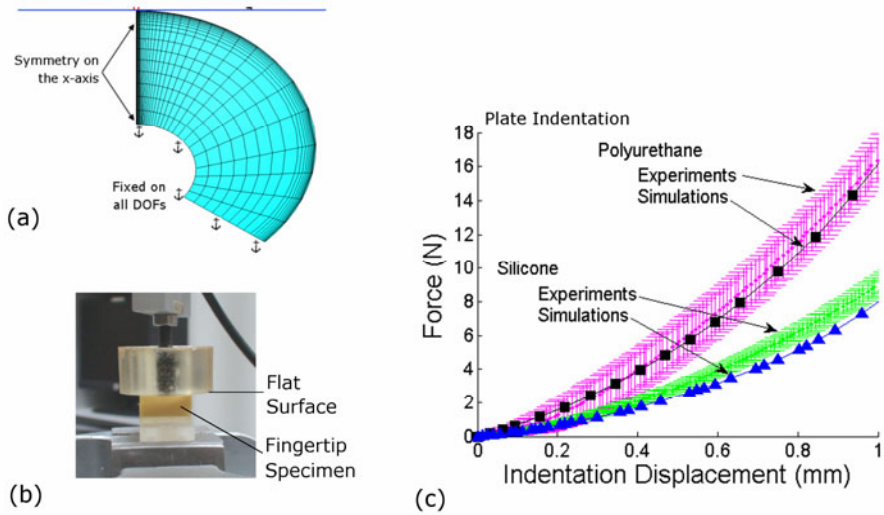 Symmetry on
the x-axis
Fixed on
all DOFs
(a)
Flat
Surface
Fingertip
Specimen
(b)
Plate Indentation
Polyurethane
Experiments
Simulations
Silicone
Experiments
Simulations
Force (N)
18
16
14
12
10
8
6
4
2
0
0
0.2
0.4
0.6
0.8
1
Indentation Displacement (mm)
(c)